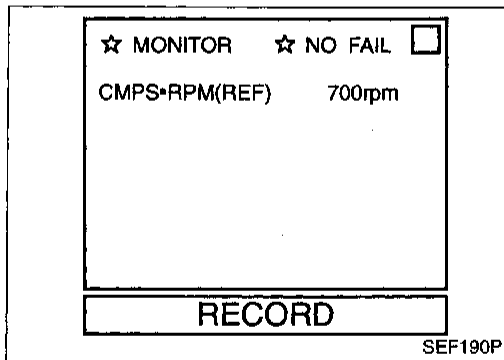 ☆ MONITOR ☆ NO FAIL
CMPS•RPM(REF) 700rpm
RECORD
SEF190P